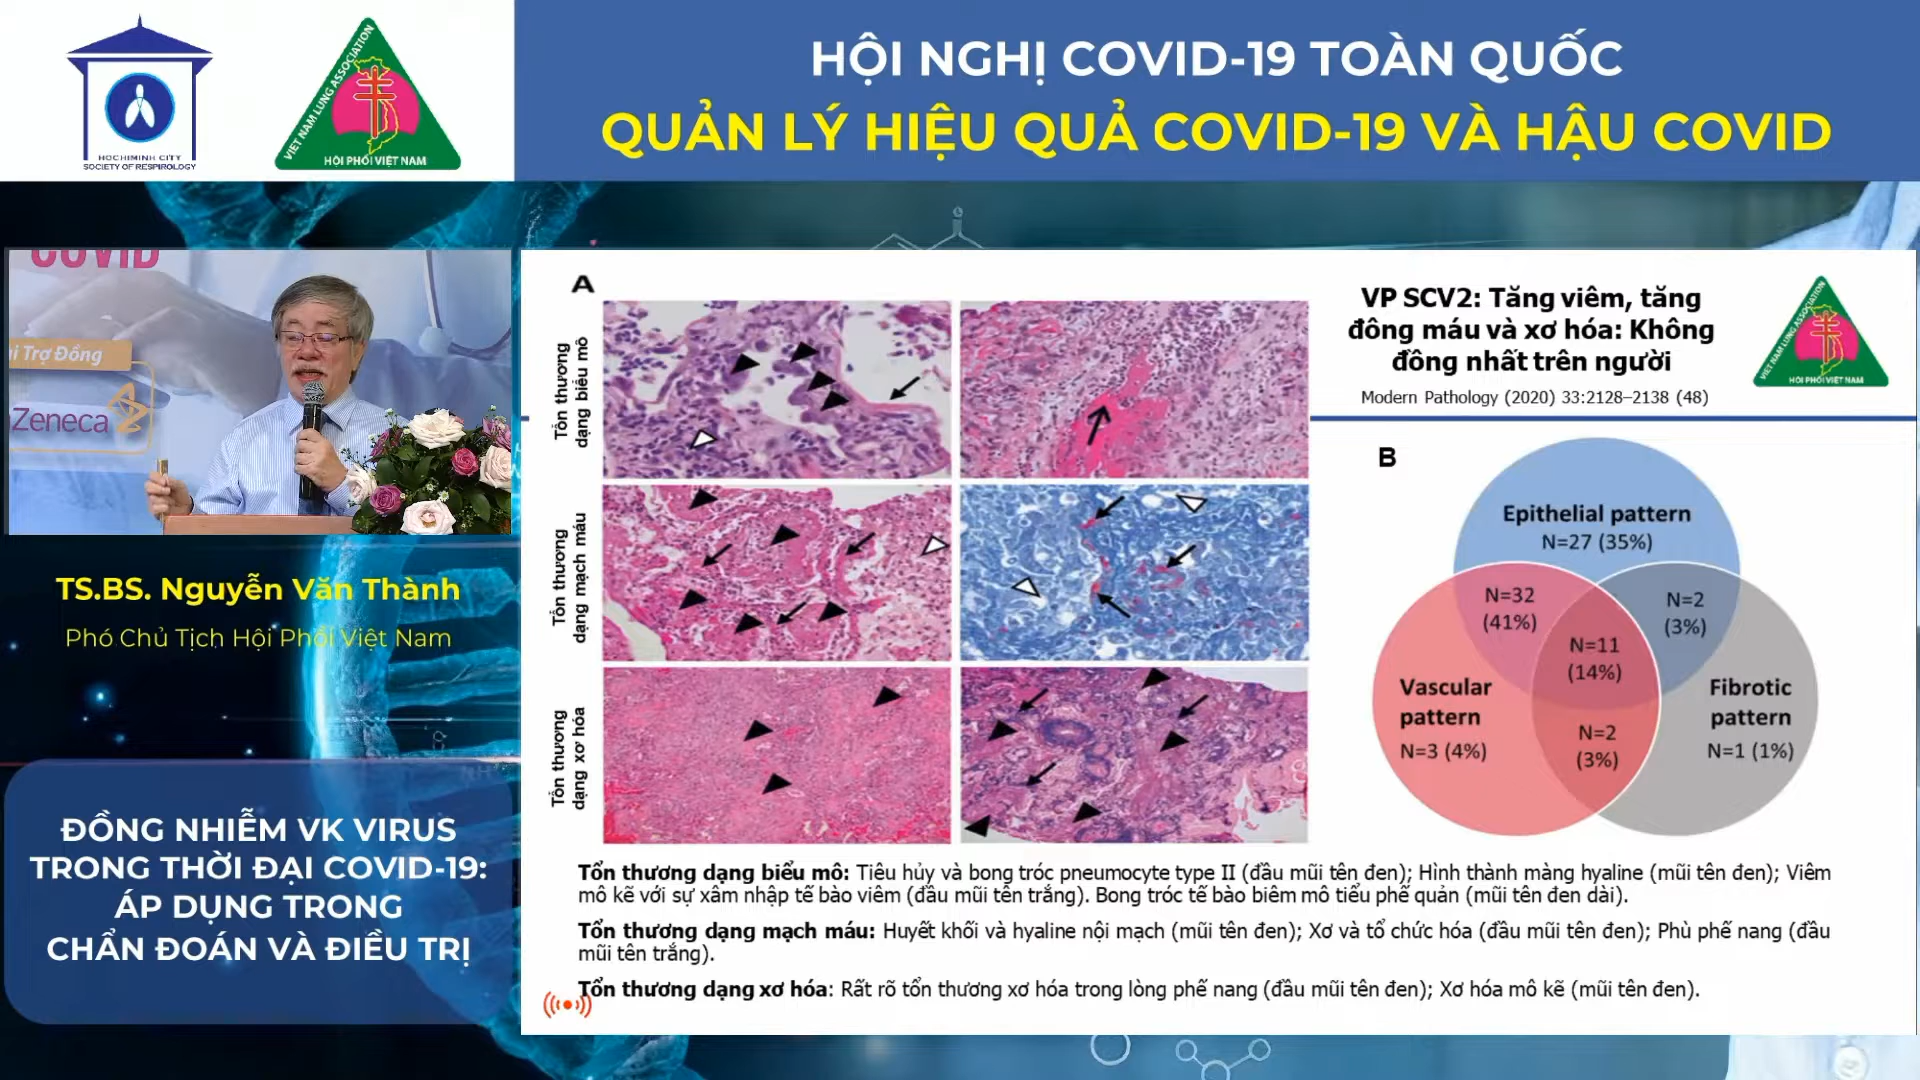 HOCHIMINH CITY
SOCIETY OF RESPIROLOGY
VIET NAM LUNG ASSOCIATION
HỘI PHỔI VIỆT NAM
HỘI NGHỊ COVID-19 TOÀN QUỐC
QUẢN LÝ HIỆU QUẢ COVID-19 VÀ HẬU COVID
COVID
i Trợ Đồng
Zeneca
TS.BS. Nguyễn Văn Thành
Phó Chủ Tịch Hội Phổi Việt Nam
ĐỒNG NHIỄM VK VIRUS
TRONG THỜI ĐẠI COVID-19:
ÁP DỤNG TRONG
CHẨN ĐOÁN VÀ ĐIỀU TRỊ
A
Tổn thương
dạng biểu mô
Tổn thương
dạng mạch máu
Tổn thương
dạng xơ hóa
VP SCV2: Tăng viêm, tăng
đông máu và xơ hóa: Không
đồng nhất trên người
Modern Pathology (2020) 33:2128–2138 (48)
VIET NAM LUNG ASSOCIATION
HỘI PHỔI VIỆT NAM
B
Epithelial pattern
N=27 (35%)
N=32
(41%)
N=2
(3%)
N=11
(14%)
Vascular
pattern
N=3 (4%)
Fibrotic
pattern
N=1 (1%)
N=2
(3%)
Tổn thương dạng biểu mô: Tiêu hủy và bong tróc pneumocyte type II (đầu mũi tên đen); Hình thành màng hyaline (mũi tên đen); Viêm
mô kẽ với sự xâm nhập tế bào viêm (đầu mũi tên trắng). Bong tróc tế bào biêm mô tiểu phế quản (mũi tên đen dài).
Tổn thương dạng mạch máu: Huyết khối và hyaline nội mạch (mũi tên đen); Xơ và tổ chức hóa (đầu mũi tên đen); Phù phế nang (đầu
mũi tên trắng).
Tổn thương dạng xơ hóa: Rất rõ tổn thương xơ hóa trong lòng phế nang (đầu mũi tên đen); Xơ hóa mô kẽ (mũi tên đen).